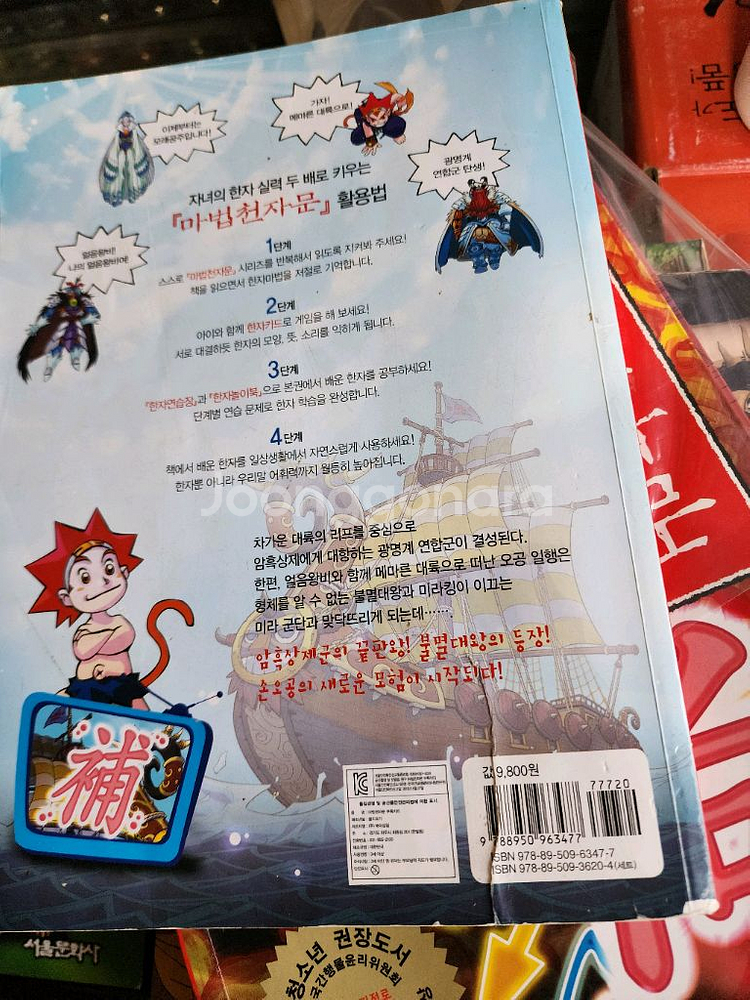 가자!
메마른 대륙으로!
이제부터는
모래공주입니다!
광명계
연합군 탄생!
얼음왕비!
나의 얼음왕비여!
자녀의 한자 실력 두 배로 키우는
『마법천자문』 활용법
1단계
스스로 『마법천자문』 시리즈를 반복해서 읽도록 지켜봐 주세요!
책을 읽으면서 한자마법을 저절로 기억합니다.
2단계
아이와 함께 한자카드로 게임을 해 보세요!
서로 대결하듯 한자의 모양, 뜻, 소리를 익히게 됩니다.
3단계
『한자연습장』과 『한자놀이북』으로 본권에서 배운 한자를 공부하세요!
단계별 연습 문제로 한자 학습을 완성합니다.
4단계
책에서 배운 한자를 일상생활에서 자연스럽게 사용하세요!
한자뿐 아니라 우리말 어휘력까지 월등히 높아집니다.
Joonggonara
차가운 대륙의 리프를 중심으로
암흑상제에게 대항하는 광명계 연합군이 결성된다.
한편, 얼음왕비와 함께 메마른 대륙으로 떠난 오공 일행은
형체를 알 수 없는 불멸대왕과 미라킹이 이끄는
미라 군단과 맞닥뜨리게 되는데……
암흑상제군의 끝판왕! 불멸대왕의 등장!
손오공의 새로운 모험이 시작되다!
補
값 9,800원
77720
9 788950 963477
ISBN 978-89-509-6347-7
ISBN 978-89-509-3620-4(세트)
서울문화사
청소년 권장도서
국간행물윤리위원회